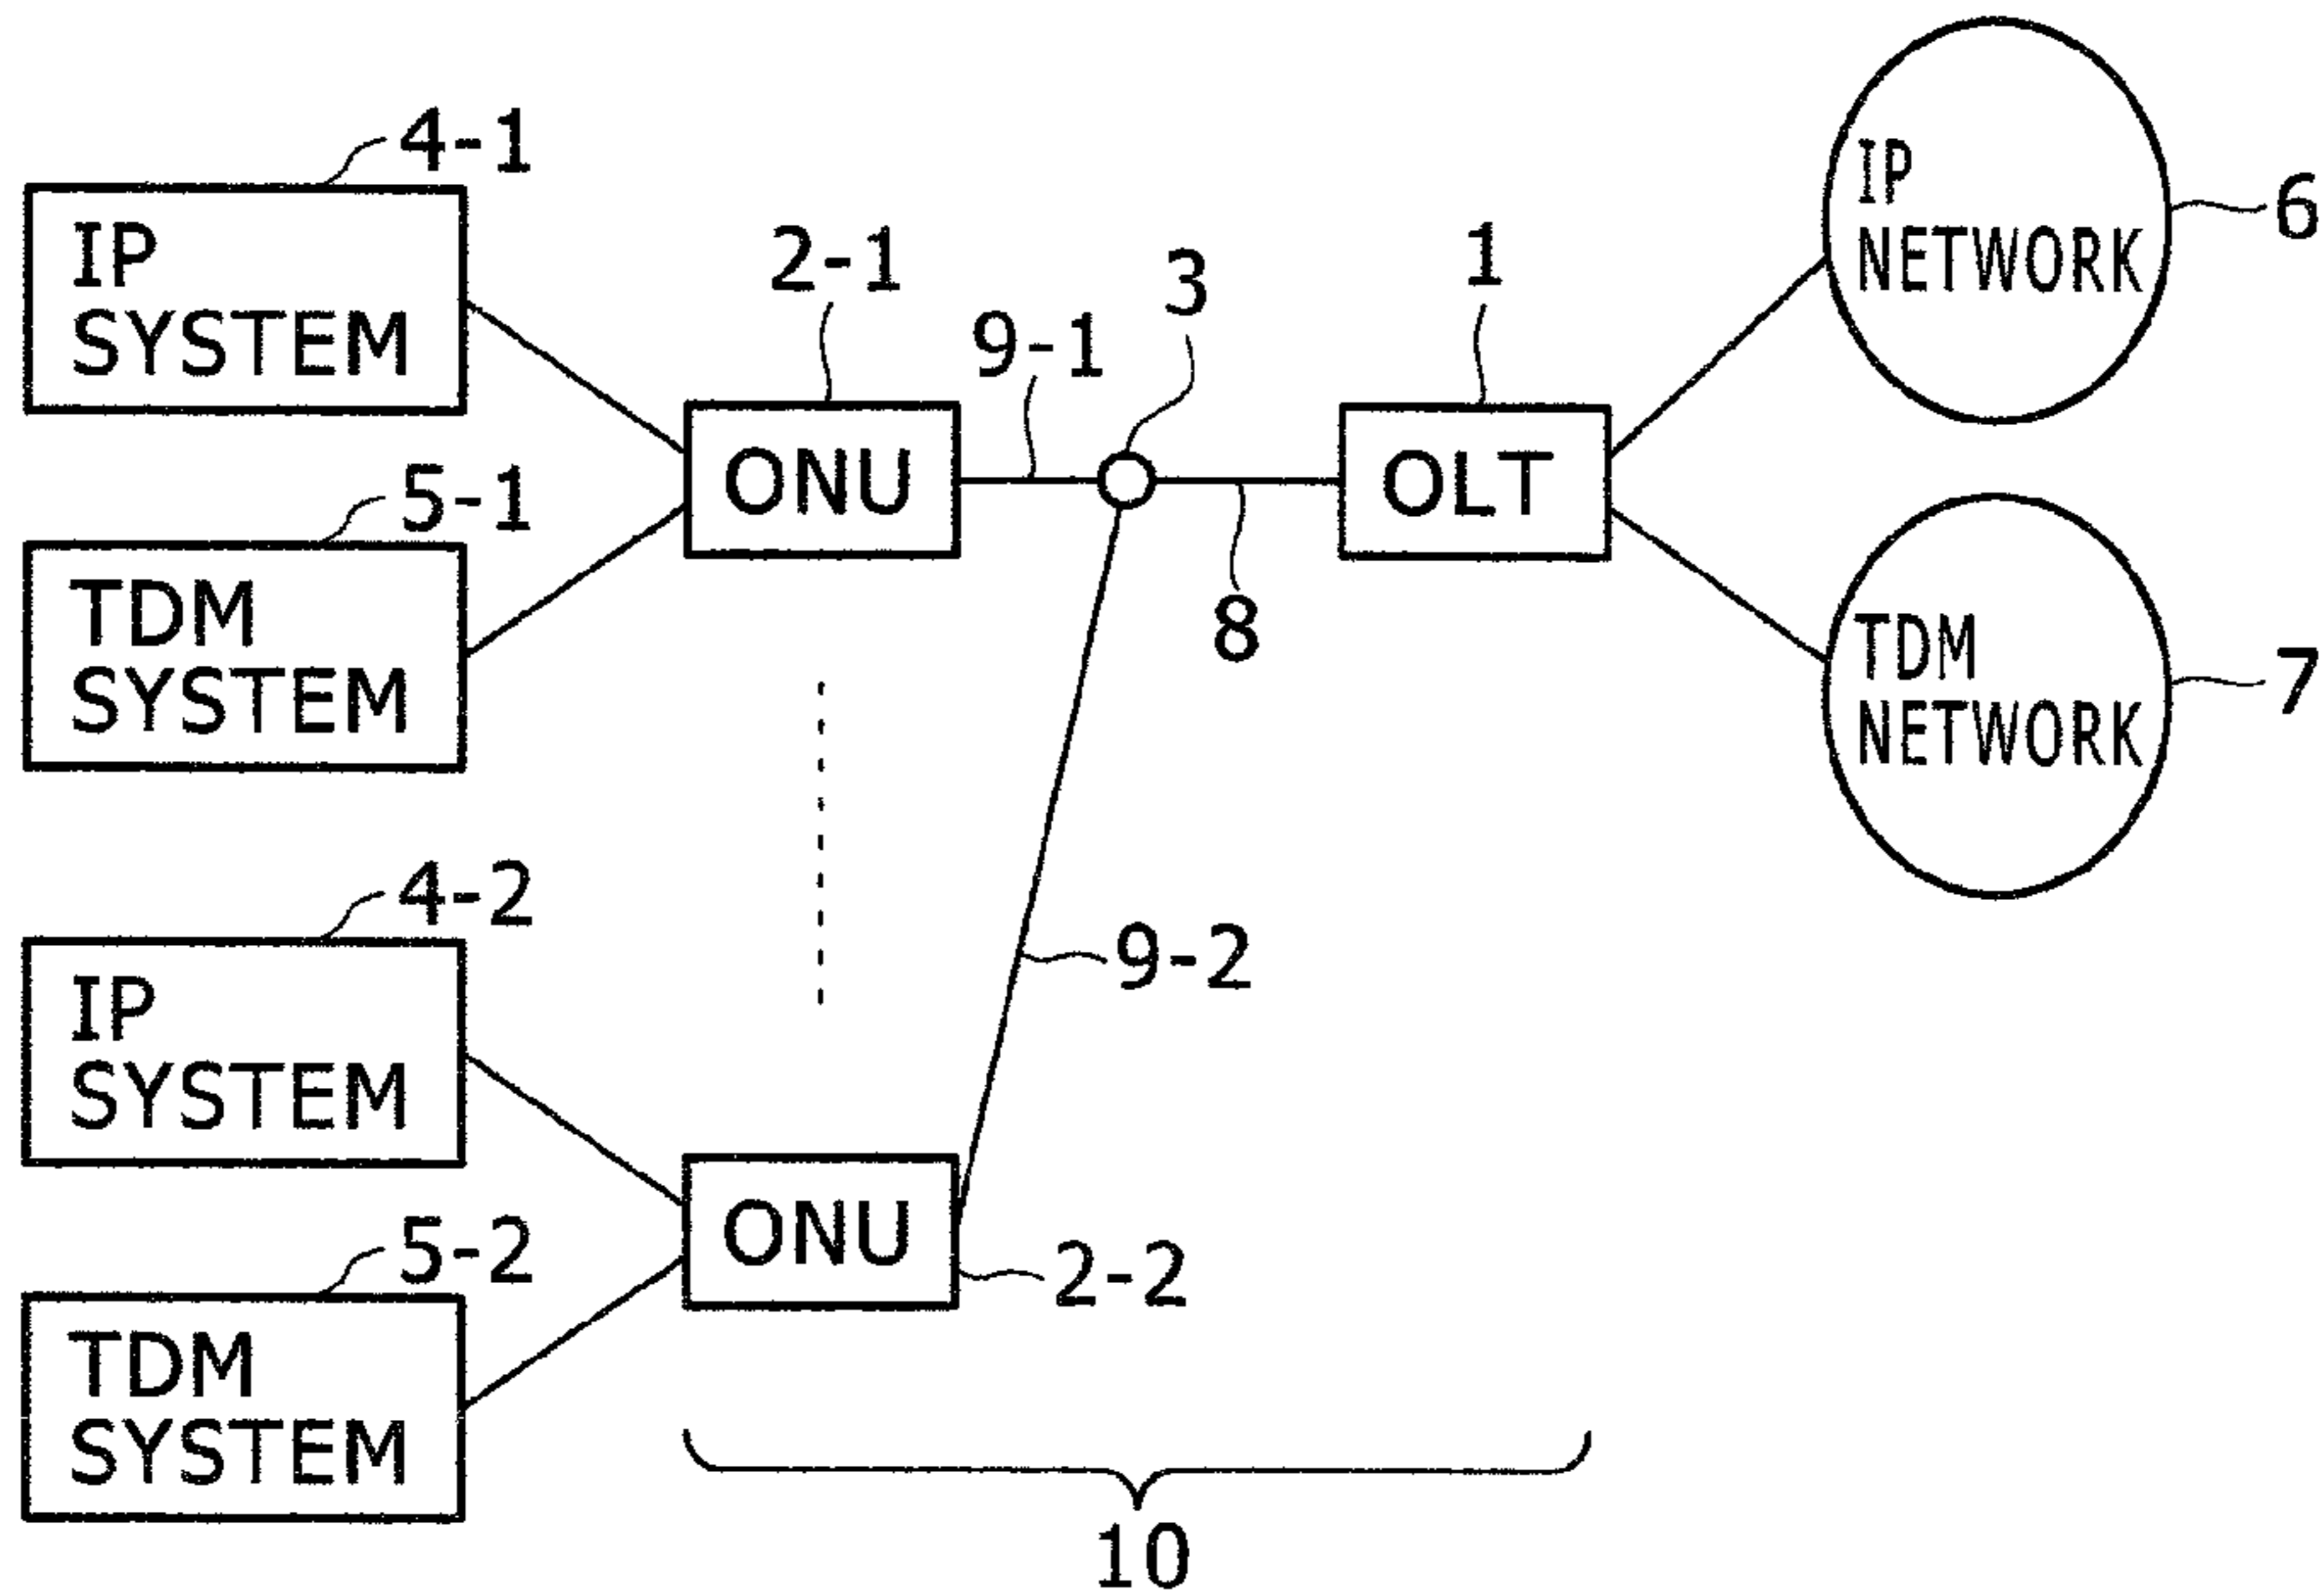 4-1
IP
SYSTEM
5-1
TDM
SYSTEM
4-2
IP
SYSTEM
5-2
TDM
SYSTEM
2-1
ONU
9-1
3
8
1
OLT
IP
NETWORK
6
TDM
NETWORK
7
9-2
ONU
2-2
10